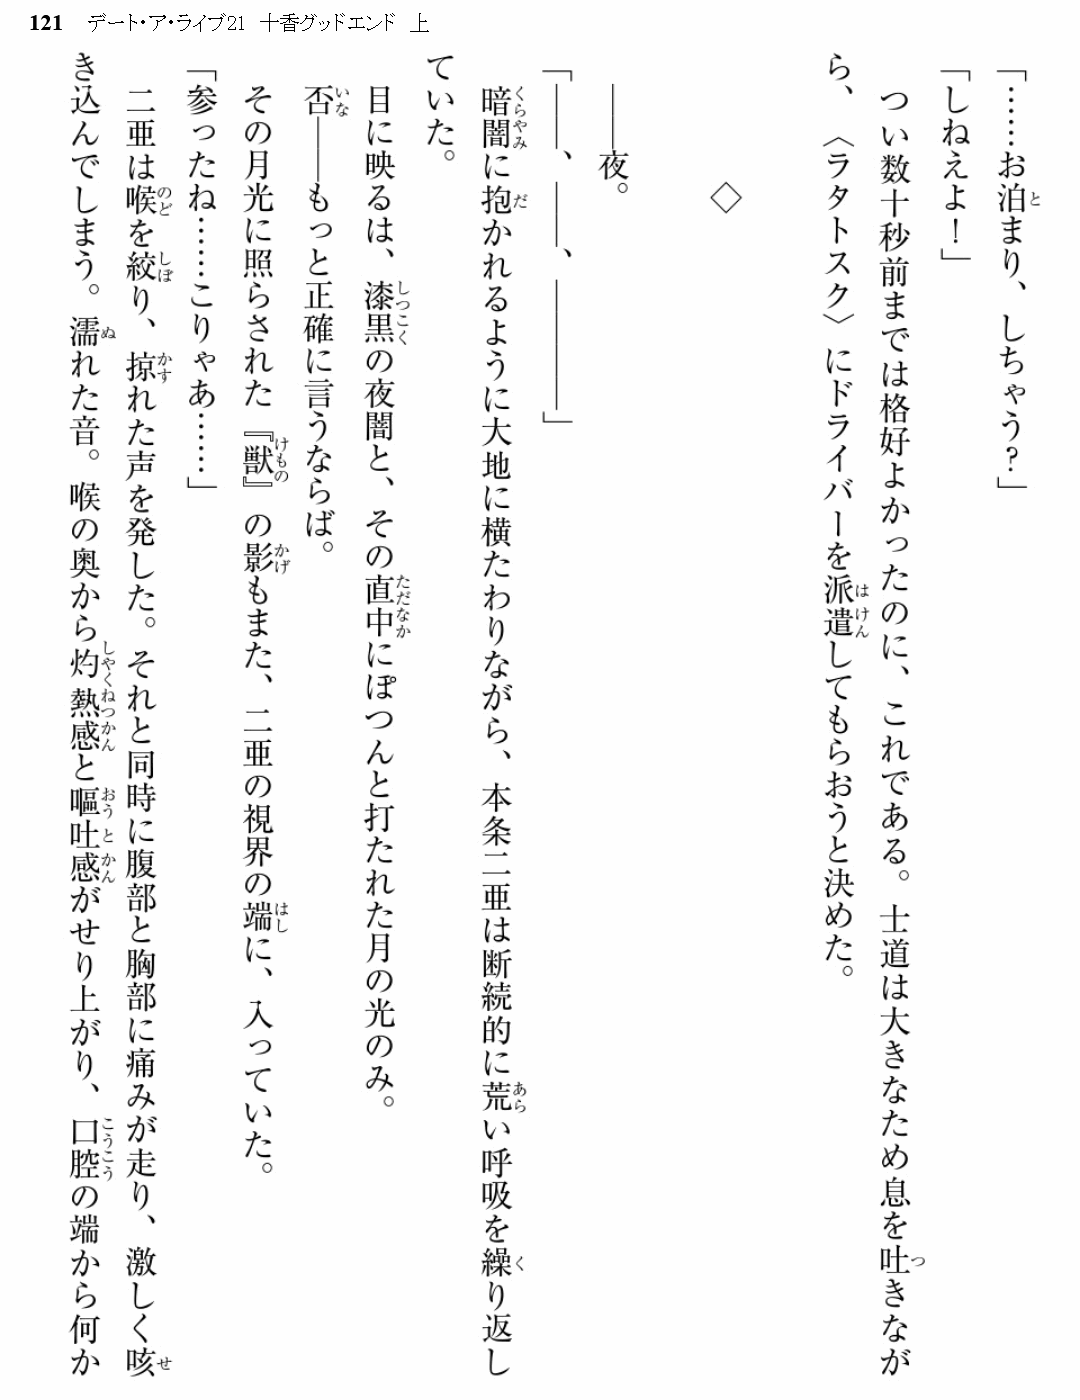 121 デート・ア・ライブ21 十香グッドエンド 上
「……お泊まり、しちゃう?」
「しねえよ!」
つい数十秒前までは格好よかったのに、これである。士道は大きなため息を吐きなが
ら、〈ラタトスク〉にドライバーを派遣してもらおうと決めた。
◇
――夜。
「――、――、――――」
暗闇に抱かれるように大地に横たわりながら、本条二亜は断続的に荒い呼吸を繰り返し
ていた。
目に映るは、漆黒の夜闇と、その直中にぽつんと打たれた月の光のみ。
否――もっと正確に言うならば。
その月光に照らされた『獣』の影もまた、二亜の視界の端に、入っていた。
「参ったね……こりゃあ……」
二亜は喉を絞り、掠れた声を発した。それと同時に腹部と胸部に痛みが走り、激しく咳
き込んでしまう。濡れた音。喉の奥から灼熱感と嘔吐感がせり上がり、口腔の端から何か